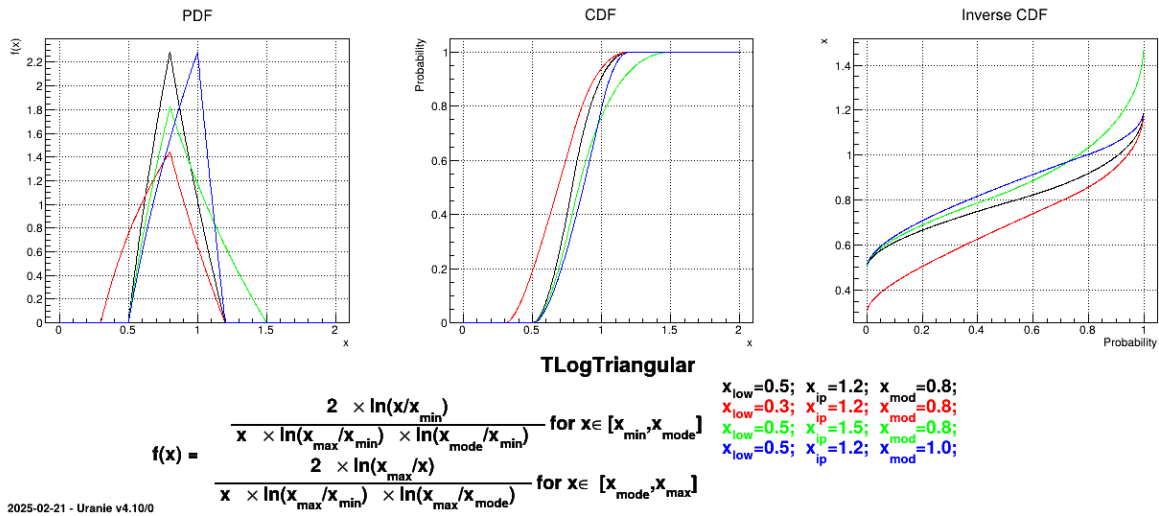 PDF
CDF
Inverse CDF
f(x)
2.2
2
1.8
1.6
1.4
1.2
1
0.8
0.6
0.4
0.2
0
0 0.5 1 1.5 2
x
Probability
1
0.8
0.6
0.4
0.2
0
0 0.5 1 1.5 2
x
x
1.4
1.2
1
0.8
0.6
0.4
0 0.2 0.4 0.6 0.8 1
Probability
TLogTriangular
x_low=0.5; x_ip=1.2; x_mod=0.8;
x_low=0.3; x_ip=1.2; x_mod=0.8;
x_low=0.5; x_ip=1.5; x_mod=0.8;
x_low=0.5; x_ip=1.2; x_mod=1.0;
f(x) =
2 ×ln(x/x_min)
x ×ln(x_max/x_min) ×ln(x_mode/x_min)
for x∈ [x_min,x_mode]
2 ×ln(x_max/x)
x ×ln(x_max/x_min) ×ln(x_max/x_mode)
for x∈ [x_mode,x_max]
2025-02-21 - Uranie v4.10/0